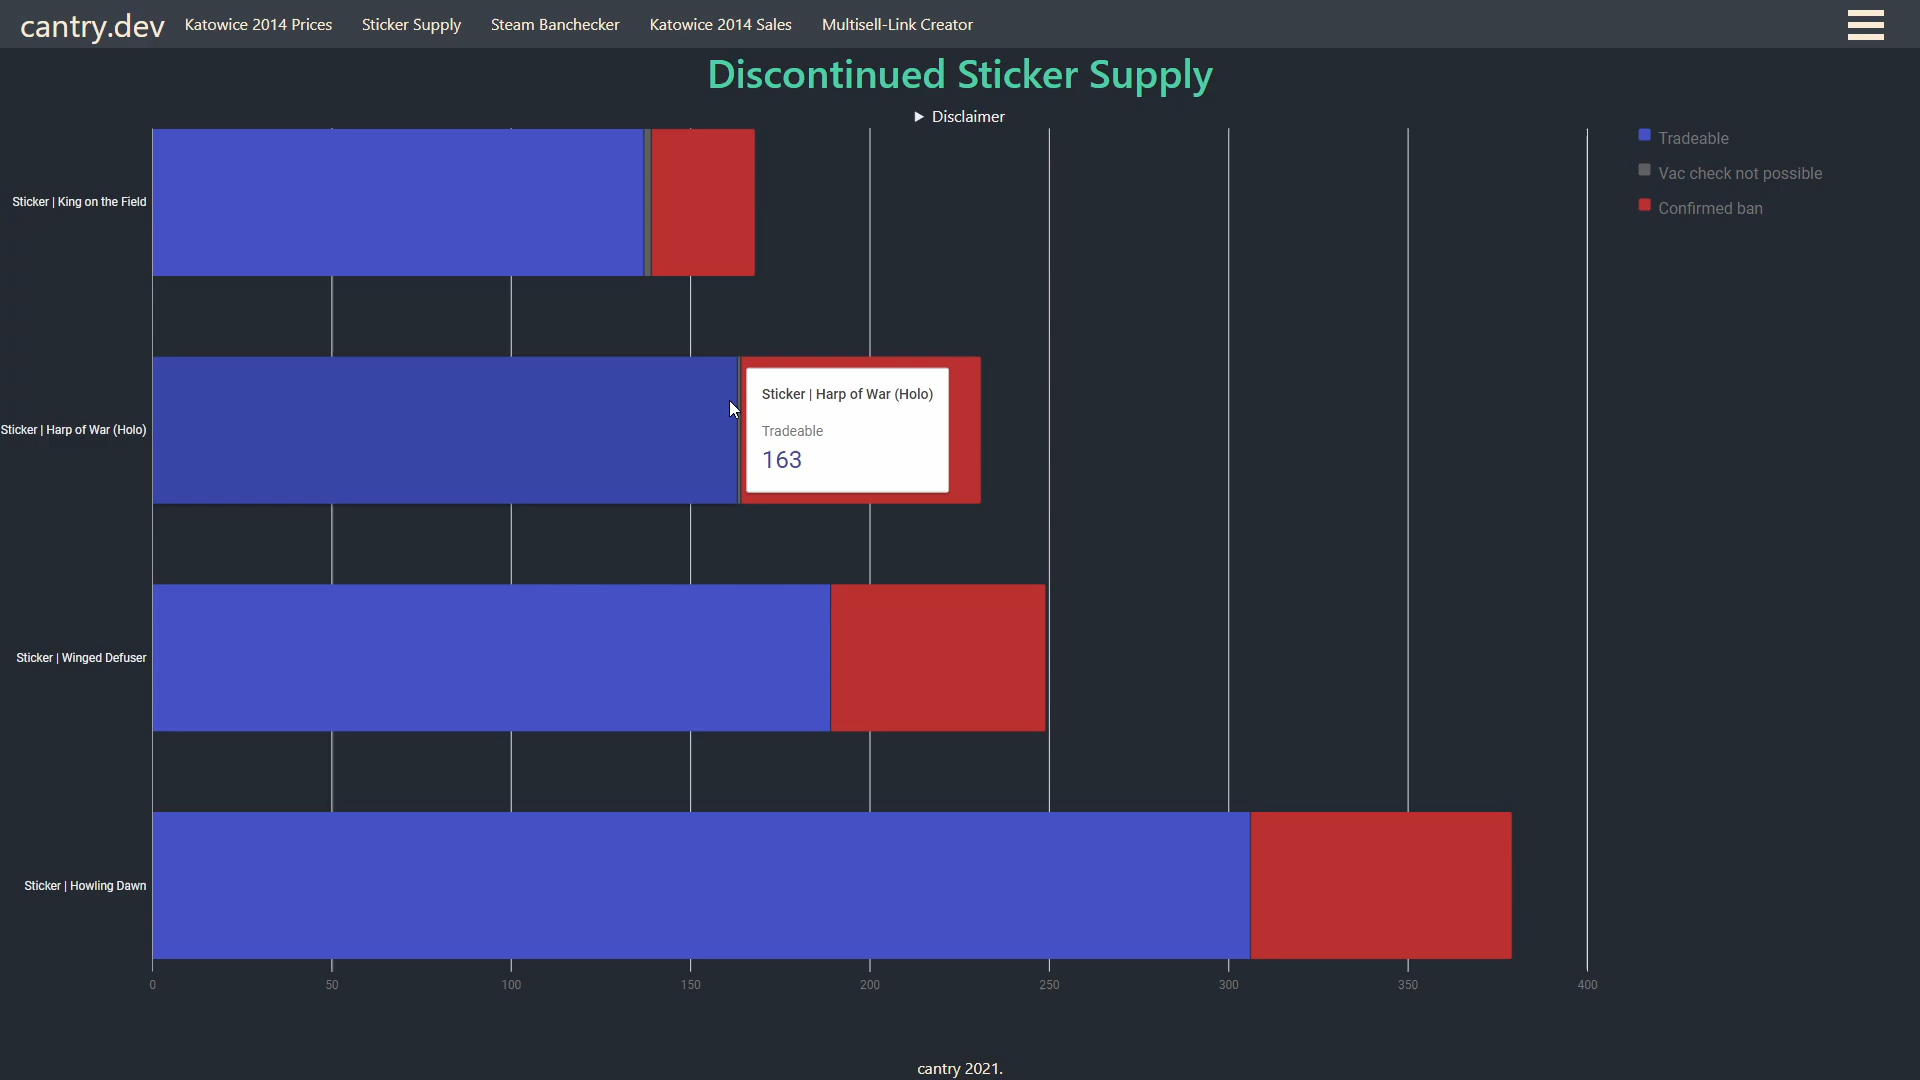 cantry.dev Katowice 2014 Prices Sticker Supply Steam Banchecker Katowice 2014 Sales Multisell-Link Creator
Discontinued Sticker Supply
▶ Disclaimer
Tradeable
Vac check not possible
Confirmed ban
Sticker | King on the Field
Sticker | Harp of War (Holo)
Sticker | Harp of War (Holo)
Tradeable
163
Sticker | Winged Defuser
Sticker | Howling Dawn
0 50 100 150 200 250 300 350 400
cantry 2021.